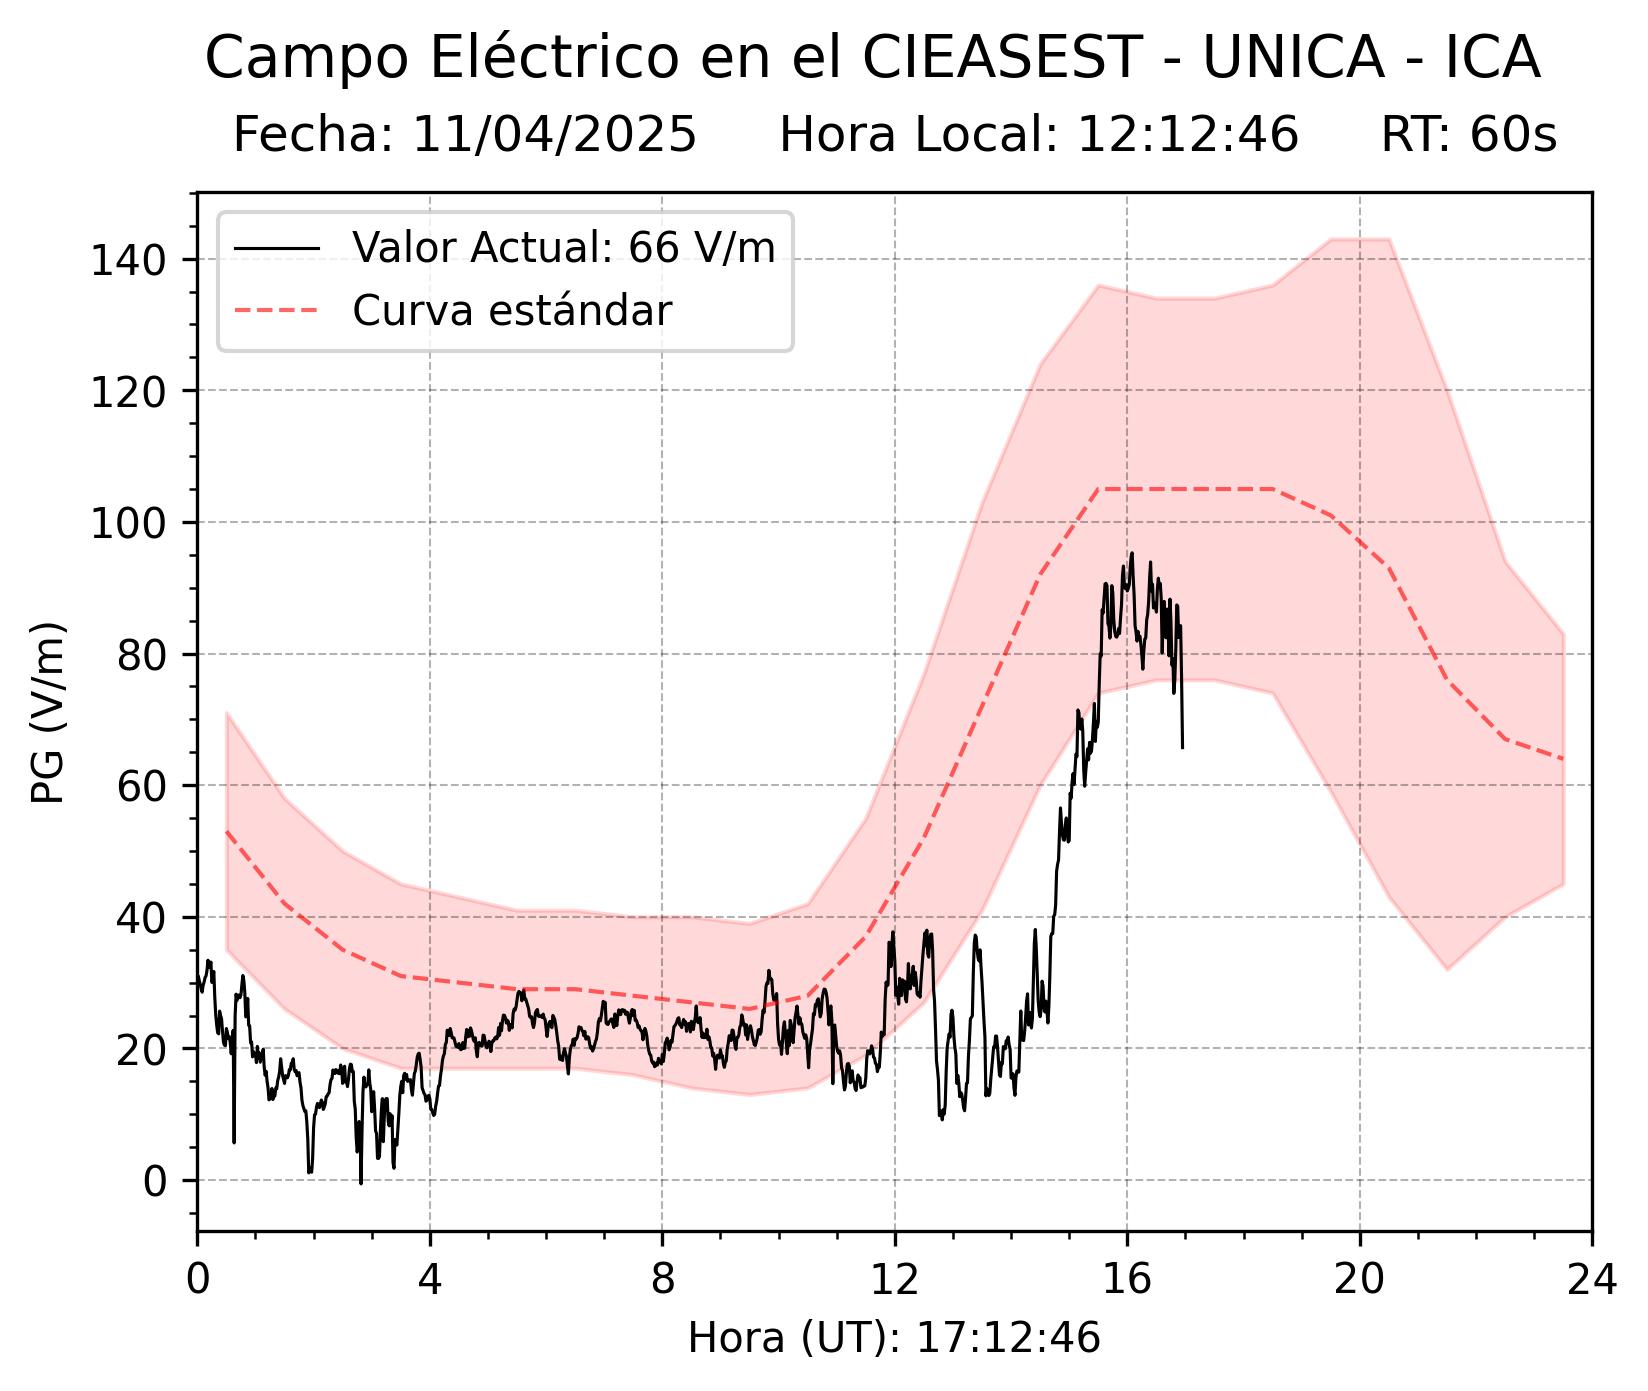 Campo Eléctrico en el CIEASEST - UNICA - ICA
Fecha: 11/04/2025 Hora Local: 12:12:46 RT: 60s
Valor Actual: 66 V/m
Curva estándar
140
120
100
80
60
40
20
0
PG (V/m)
0 4 8 12 16 20 24
Hora (UT): 17:12:46